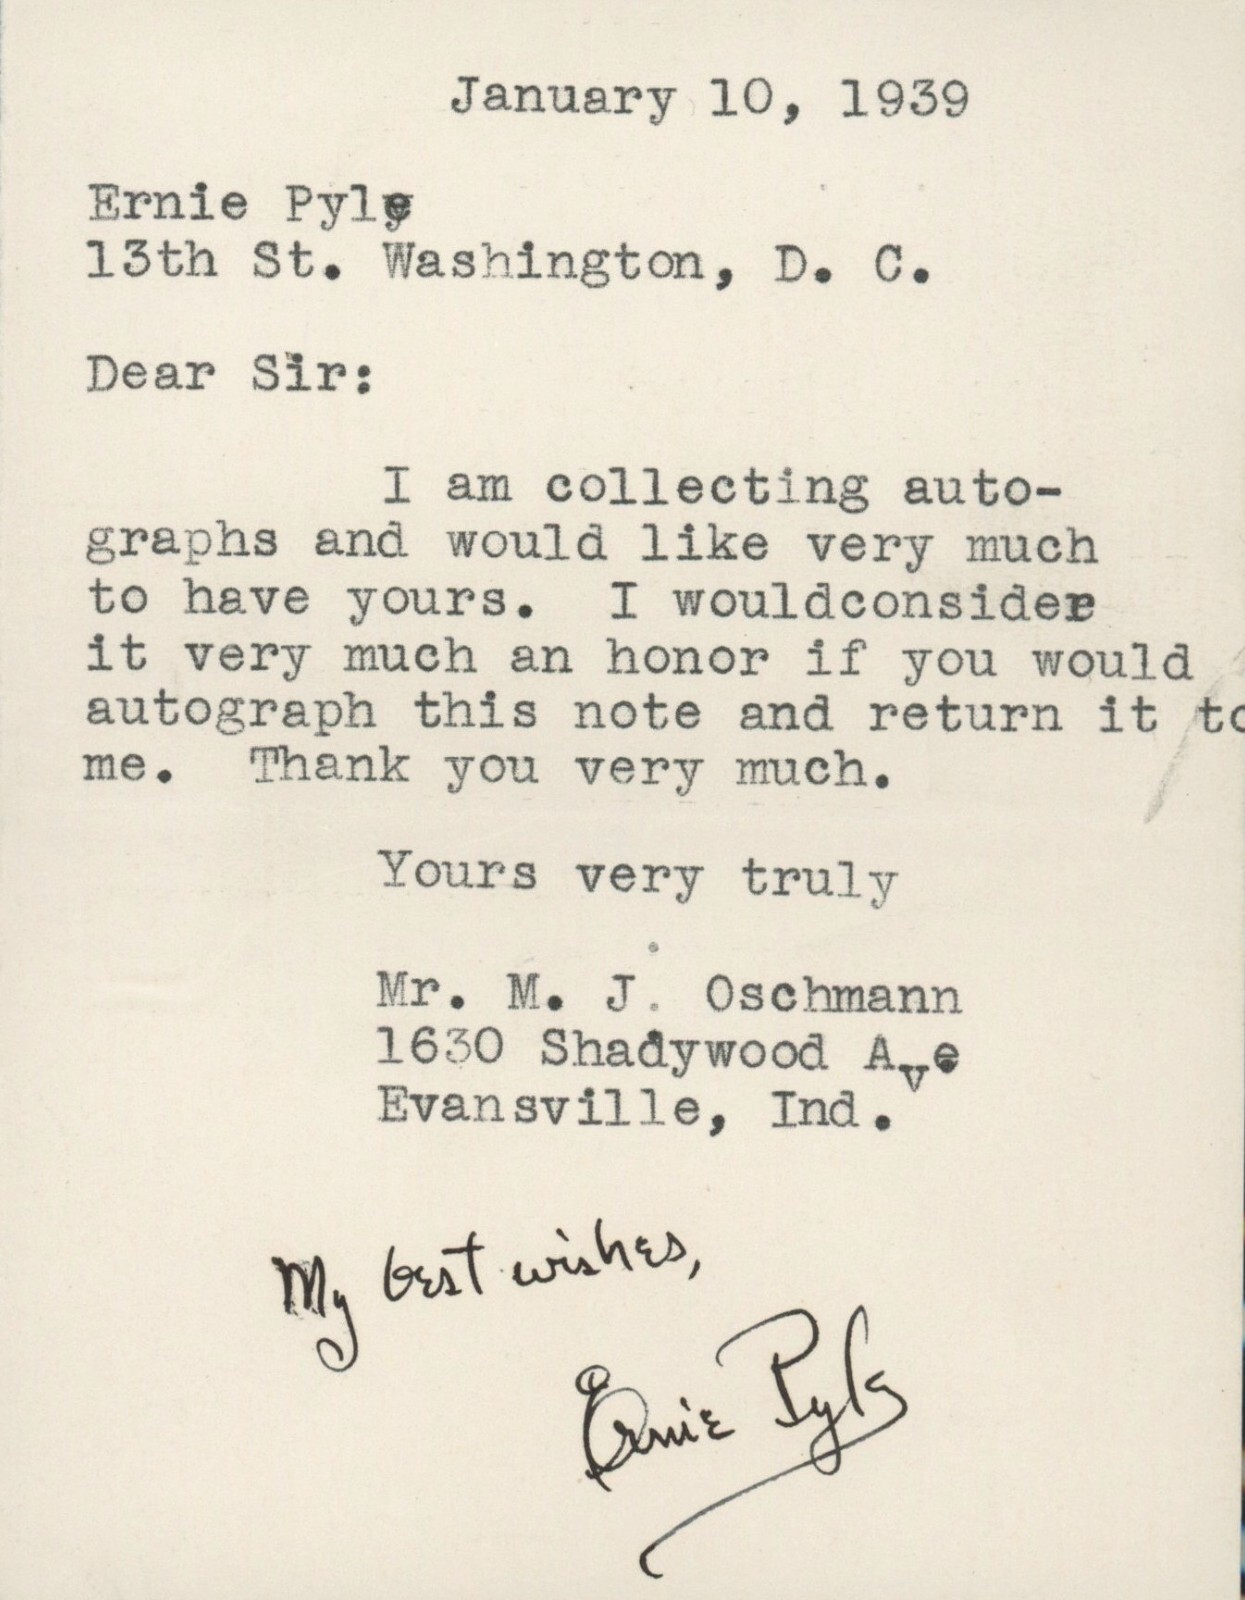 January 10, 1939
Ernie Pyle
13th St. Washington, D. C.
Dear Sir:
I am collecting auto-
graphs and would like very much
to have yours. I wouldconsider
it very much an honor if you would
autograph this note and return it to
me. Thank you very much.
Yours very truly
Mr. M. J. Oschmann
1630 Shadywood Ave
Evansville, Ind.
My best wishes,
Ernie Pyle